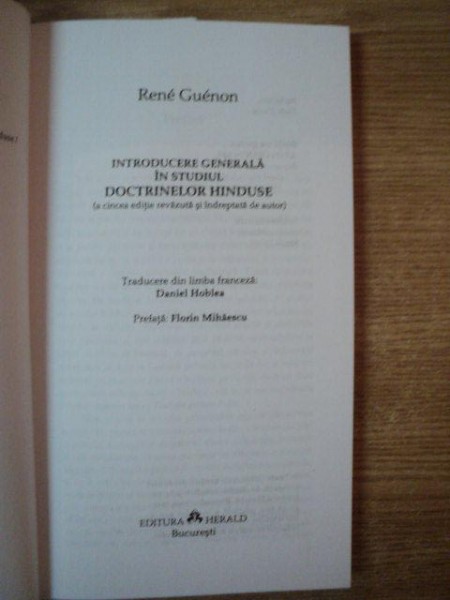 René Guénon
INTRODUCERE GENERALĂ
ÎN STUDIUL
DOCTRINELOR HINDUSE
(a cincea ediție revăzută și îndreptată de autor)
Traducere din limba franceză:
Daniel Hoblea
Prefață: Florin Mihăescu
EDITURA HERALD
București